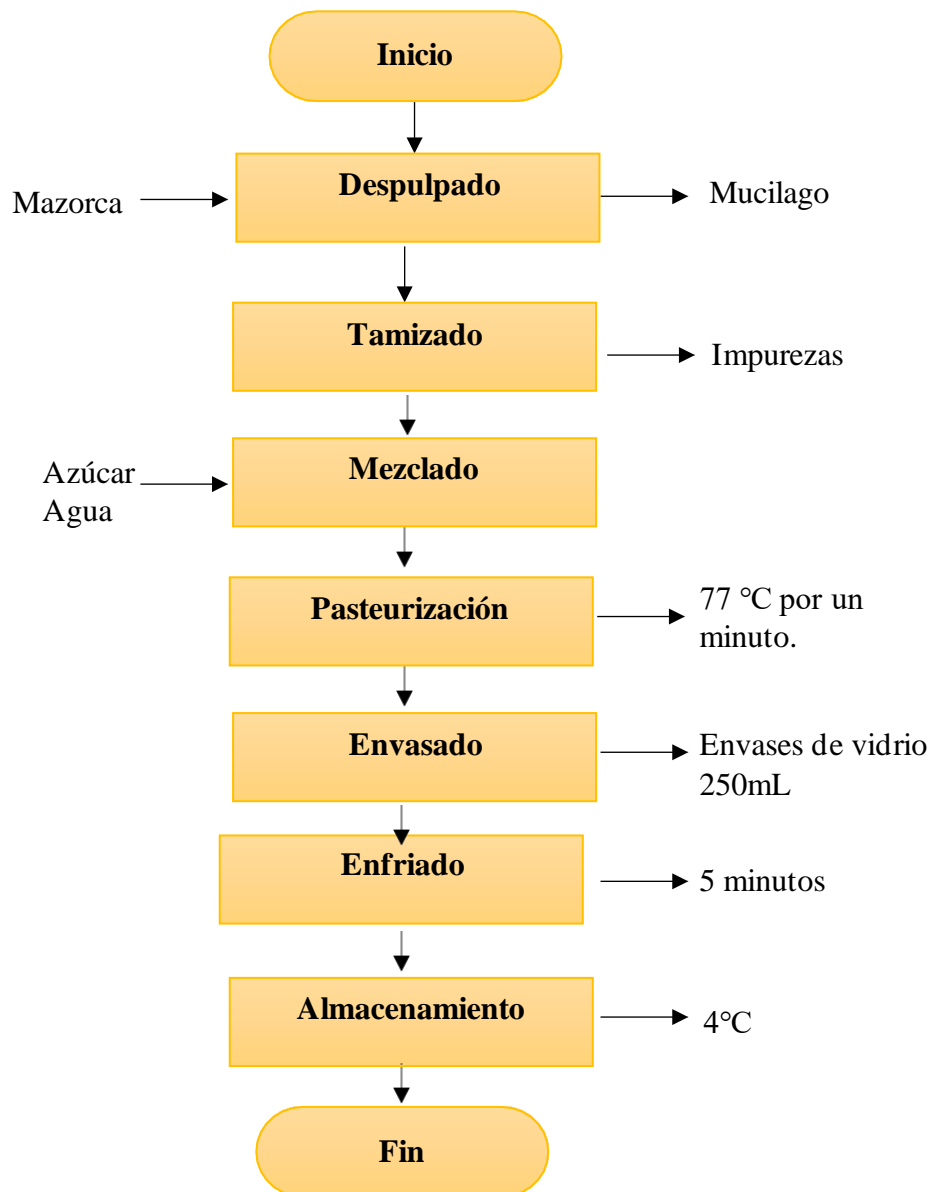 Inicio
Despulpado
Mazorca
Mucilago
Tamizado
Impurezas
Mezclado
Azúcar
Agua
Pasteurización
77 °C por un
minuto.
Envasado
Envases de vidrio
250mL
Enfriado
5 minutos
Almacenamiento
4°C
Fin